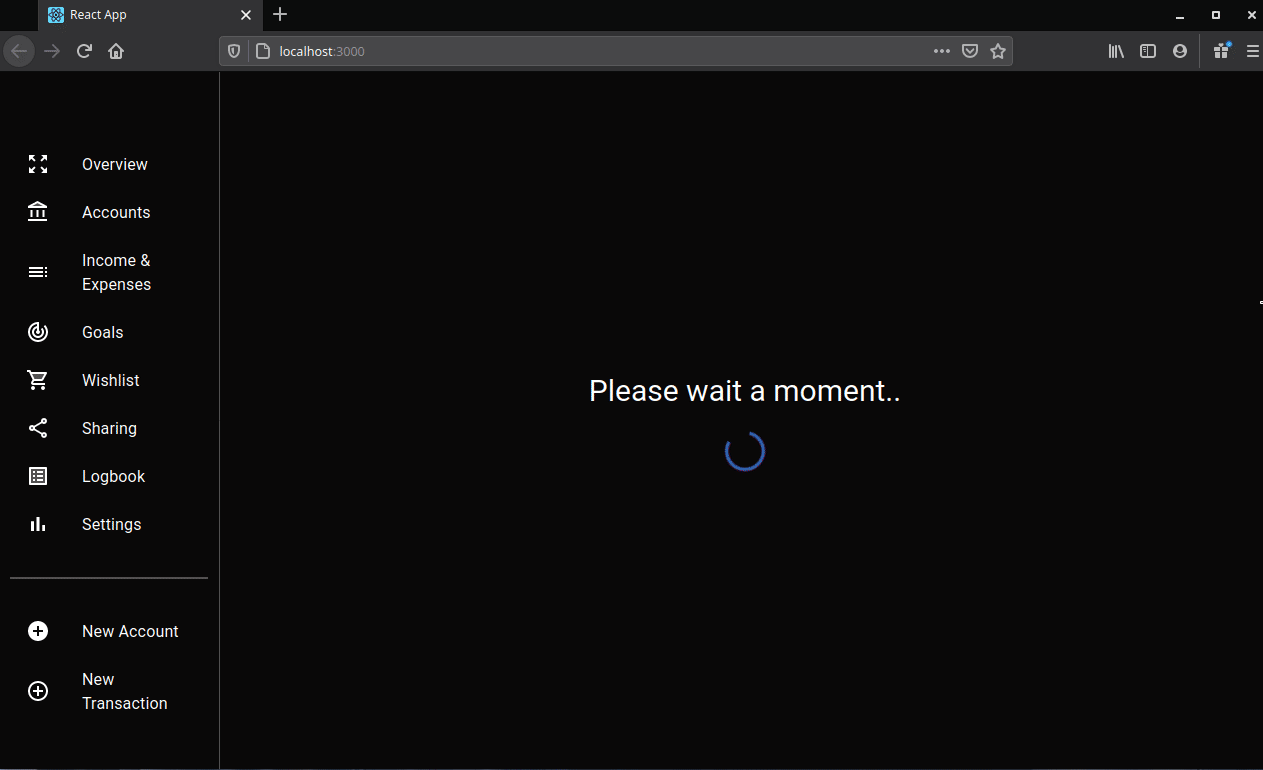 React App
localhost:3000
Overview
Accounts
Income &
Expenses
Goals
Wishlist
Sharing
Logbook
Settings
New Account
New
Transaction
Please wait a moment..